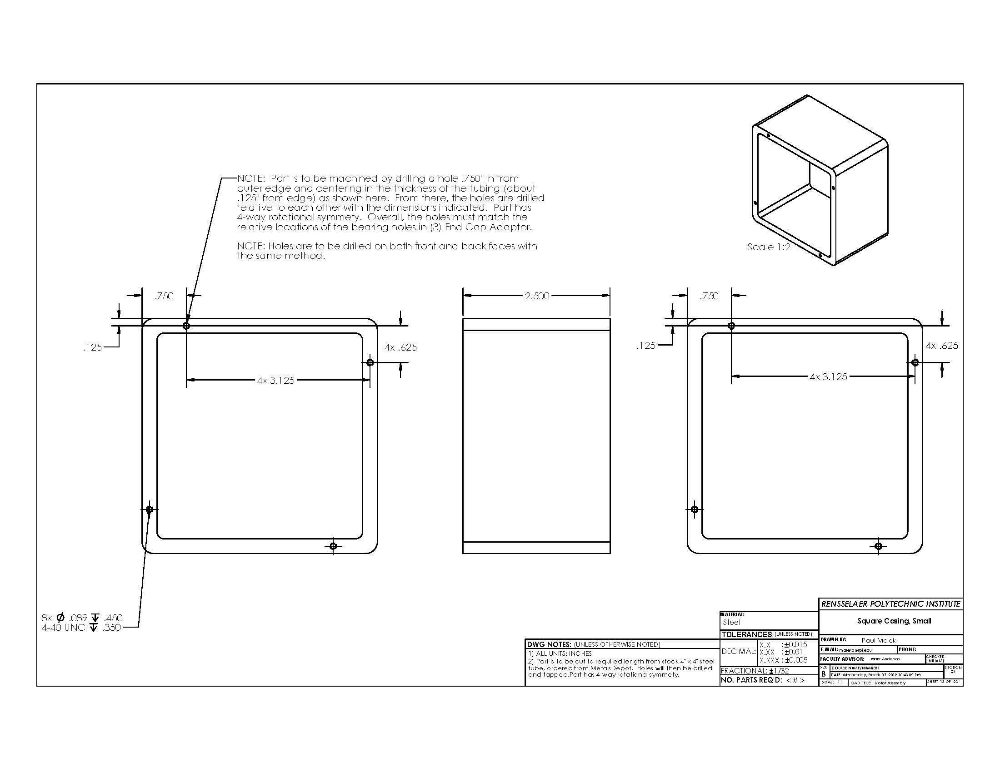 NOTE:  Part is to be machined by drilling a hole .750" in from
outer edge and centering in the thickness of the tubing (about
.125" from edge) as shown here.  From there, the holes are drilled
relative to each other with the dimensions indicated.  Part has
4-way rotational symmety.  Overall, the holes must match the
relative locations of the bearing holes in (3) End Cap Adaptor.
NOTE: Holes are to be drilled on both front and back faces with
the same method.
Scale 1:2
.750
.125
4x .625
4x 3.125
2.500
.750
.125
4x .625
4x 3.125
8x Ø .089 ↧ .450
4-40 UNC ↧ .350
DWG NOTES: (UNLESS OTHERWISE NOTED)
1) ALL UNITS: INCHES
2) Part is to be cut to required length from stock 4" x 4" steel
tube, ordered from MetalsDepot.  Holes will then be drilled
and tapped.Part has 4-way rotational symmety.
MATERIAL:
Steel
TOLERANCES (UNLESS NOTED)
DECIMAL:
X.X : ±0.015
X.XX : ±0.01
X.XXX : ±0.005
FRACTIONAL: ±1/32
NO. PARTS REQ'D: < # >
RENSSELAER POLYTECHNIC INSTITUTE
Square Casing, Small
DRAWN BY: Paul Malek
E-MAIL: malekp@rpi.edu PHONE:
FACULTY ADVISOR: Mark Anderson
CHECKED:
(INITIALS)
SIZE
B
COURSE NAME/NUMBER:
DATE: Wednesday, March 07, 2012 10:43:09 PM
SECTION
XX
SCALE 1:1
CAD FILE: Motor Assembly
SHEET 13 OF 23